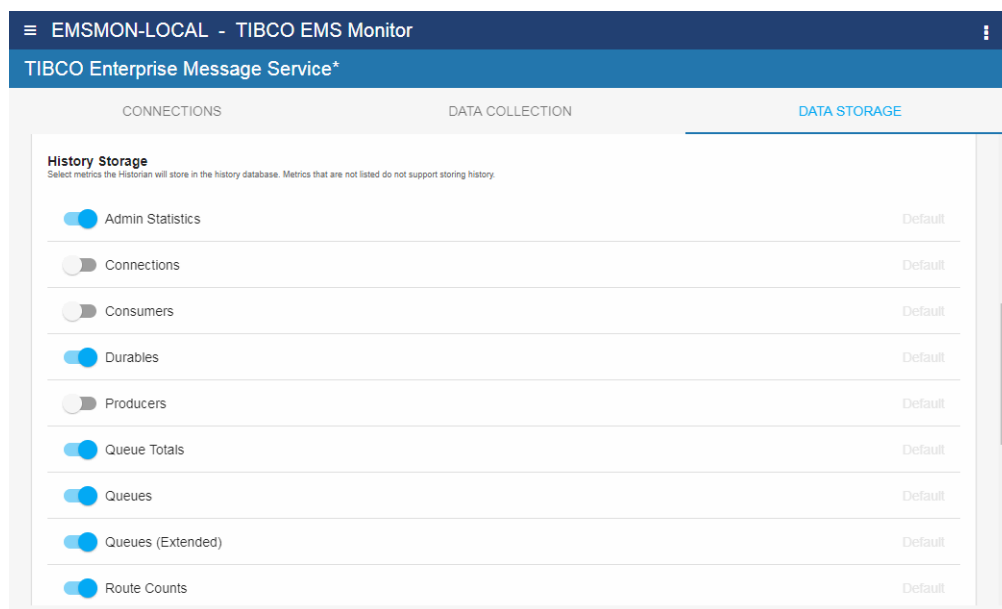 ≡ EMSMON-LOCAL - TIBCO EMS Monitor
TIBCO Enterprise Message Service*
CONNECTIONS DATA COLLECTION DATA STORAGE
History Storage
Select metrics the Historian will store in the history database. Metrics that are not listed do not support storing history.
Admin Statistics Default
Connections Default
Consumers Default
Durables Default
Producers Default
Queue Totals Default
Queues Default
Queues (Extended) Default
Route Counts Default